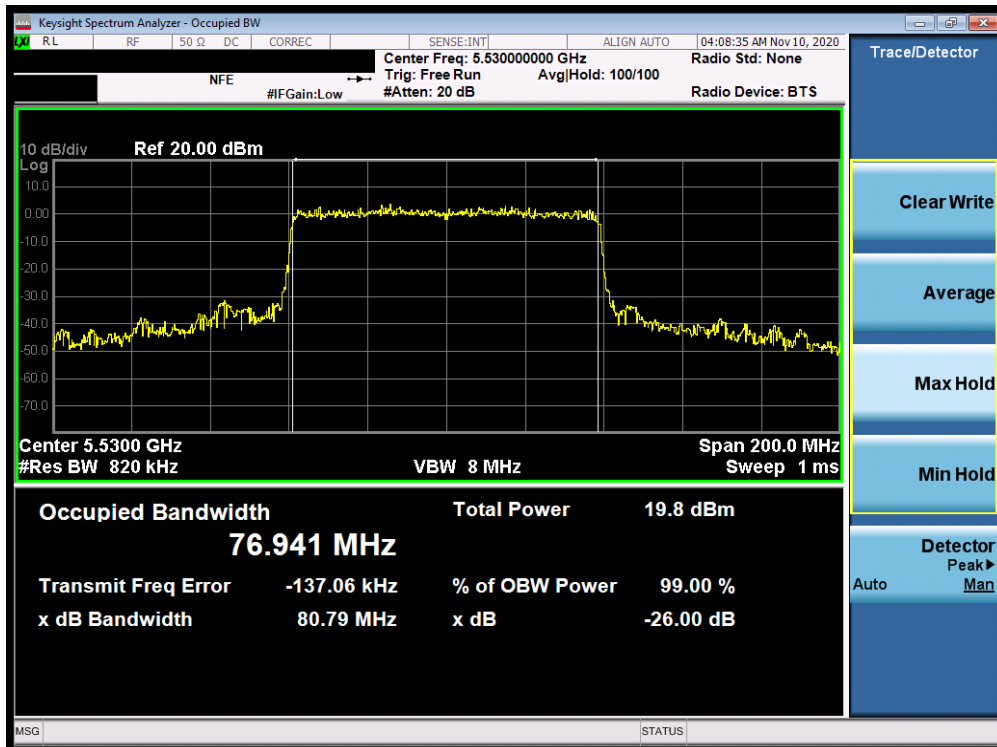 Keysight Spectrum Analyzer - Occupied BW
LXI RL RF 50 Ω DC CORREC SENSE:INT ALIGN AUTO 04:08:35 AM Nov 10, 2020
Center Freq: 5.530000000 GHz Radio Std: None
NFE Trig: Free Run Avg|Hold: 100/100
#IFGain:Low #Atten: 20 dB Radio Device: BTS
10 dB/div Ref 20.00 dBm
Log
10.0
0.00
-10.0
-20.0
-30.0
-40.0
-50.0
-60.0
-70.0
Center 5.5300 GHz Span 200.0 MHz
#Res BW 820 kHz VBW 8 MHz Sweep 1 ms
Occupied Bandwidth Total Power 19.8 dBm
76.941 MHz
Transmit Freq Error -137.06 kHz % of OBW Power 99.00 %
x dB Bandwidth 80.79 MHz x dB -26.00 dB
MSG STATUS
Trace/Detector
Clear Write
Average
Max Hold
Min Hold
Detector
Peak▶
Auto Man